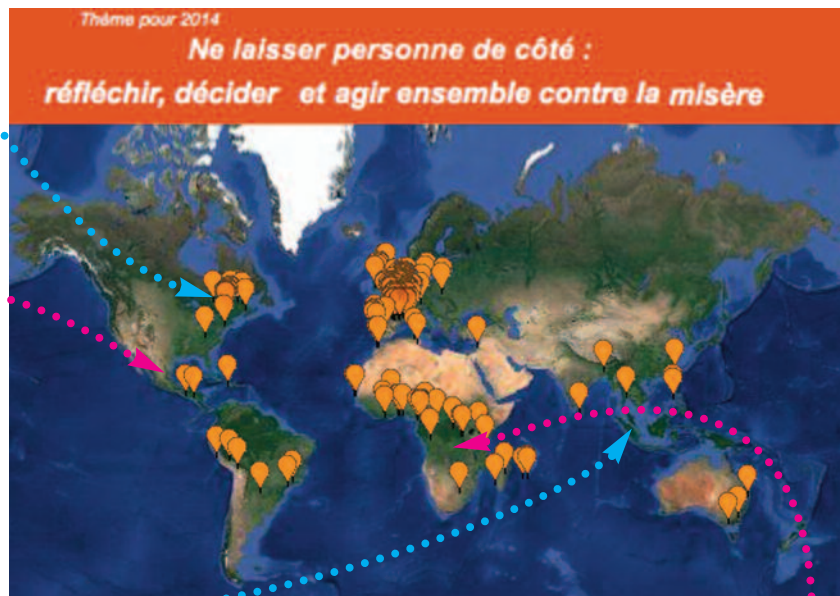 Thème pour 2014
Ne laisser personne de côté :
réfléchir, décider et agir ensemble contre la misère